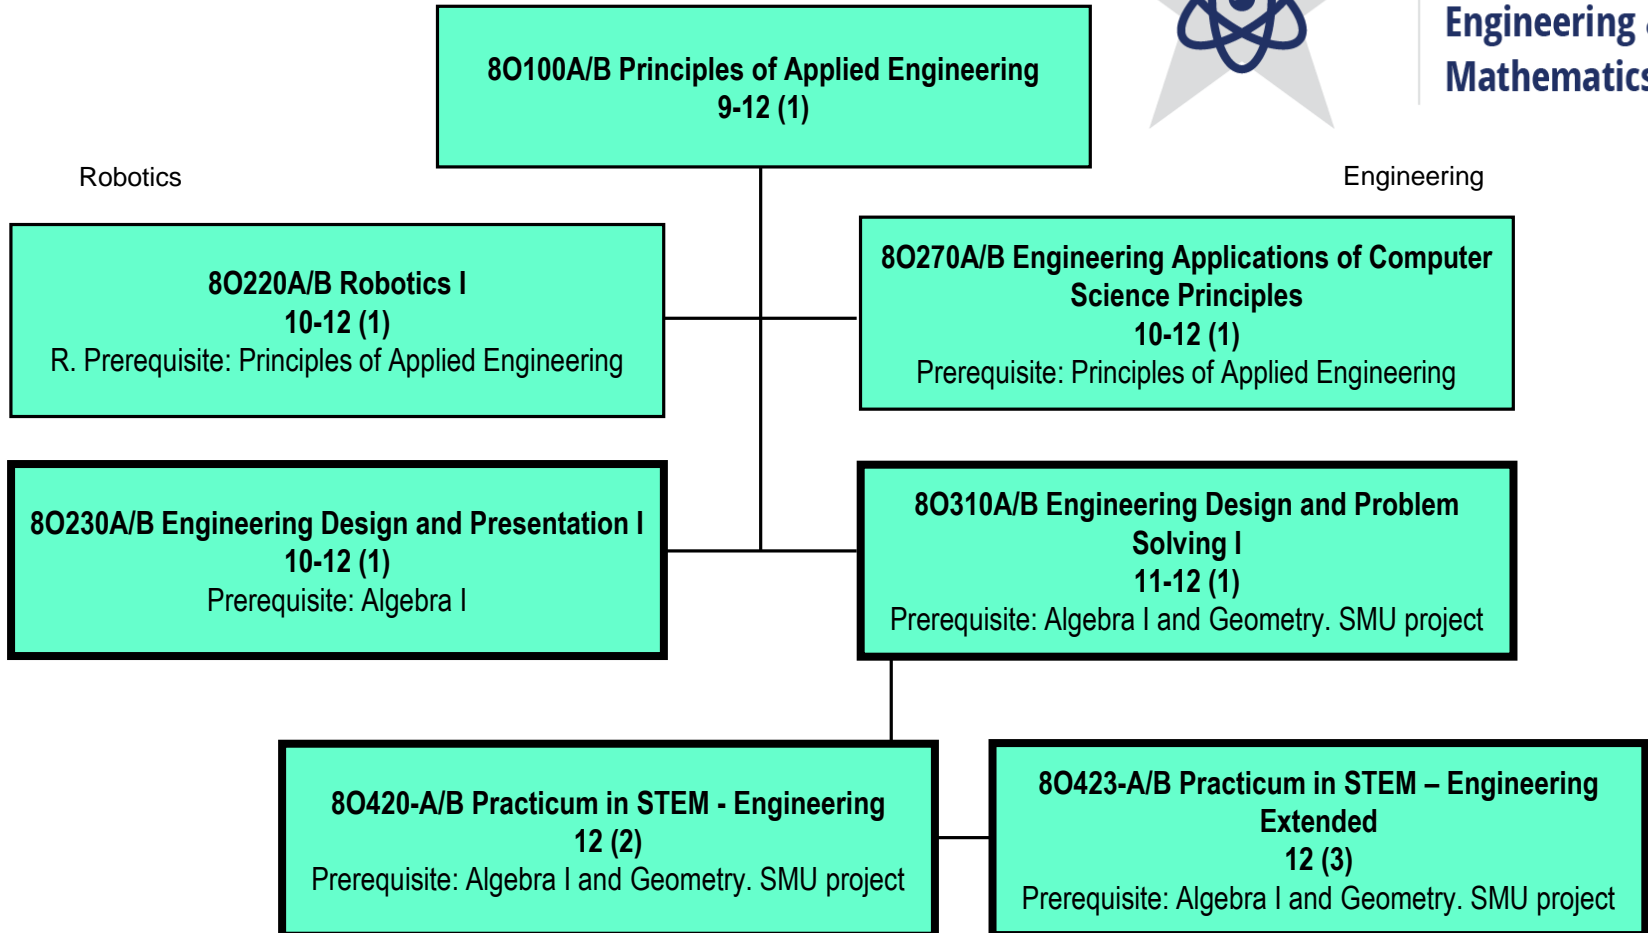 Engineering &
Mathematics
8O100A/B Principles of Applied Engineering
9-12 (1)
Robotics
Engineering
8O220A/B Robotics I
10-12 (1)
R. Prerequisite: Principles of Applied Engineering
8O270A/B Engineering Applications of Computer
Science Principles
10-12 (1)
Prerequisite: Principles of Applied Engineering
8O230A/B Engineering Design and Presentation I
10-12 (1)
Prerequisite: Algebra I
8O310A/B Engineering Design and Problem
Solving I
11-12 (1)
Prerequisite: Algebra I and Geometry. SMU project
8O420-A/B Practicum in STEM - Engineering
12 (2)
Prerequisite: Algebra I and Geometry. SMU project
8O423-A/B Practicum in STEM – Engineering
Extended
12 (3)
Prerequisite: Algebra I and Geometry. SMU project